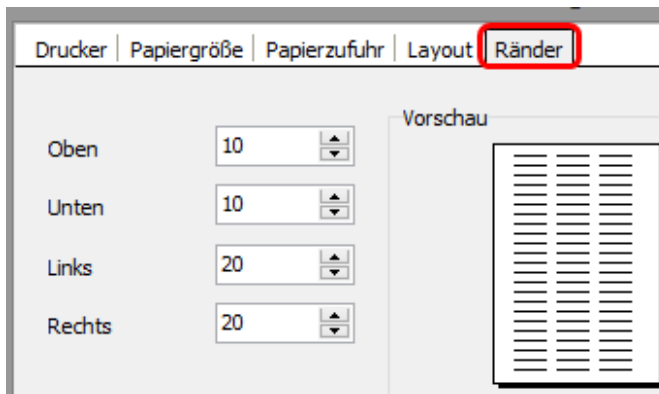 Drucker Papiergröße Papierzufuhr Layout Ränder
Vorschau
Oben 10
Unten 10
Links 20
Rechts 20